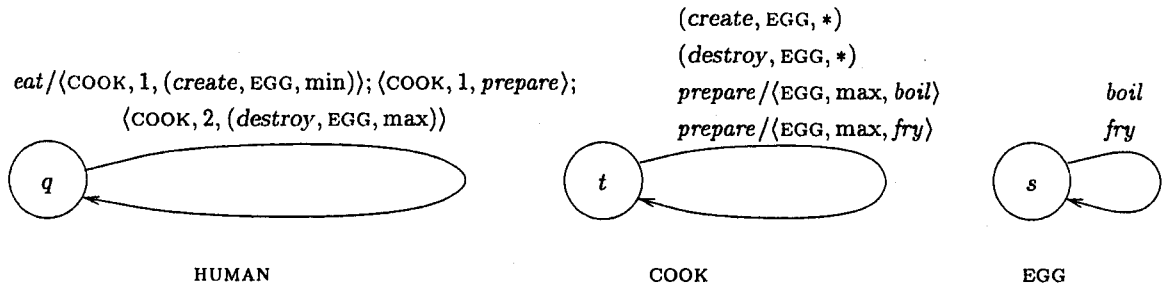 eat/⟨COOK, 1, (create, EGG, min)⟩; ⟨COOK, 1, prepare⟩;
⟨COOK, 2, (destroy, EGG, max)⟩
q
HUMAN
(create, EGG, *)
(destroy, EGG, *)
prepare/⟨EGG, max, boil⟩
prepare/⟨EGG, max, fry⟩
t
COOK
boil
fry
s
EGG